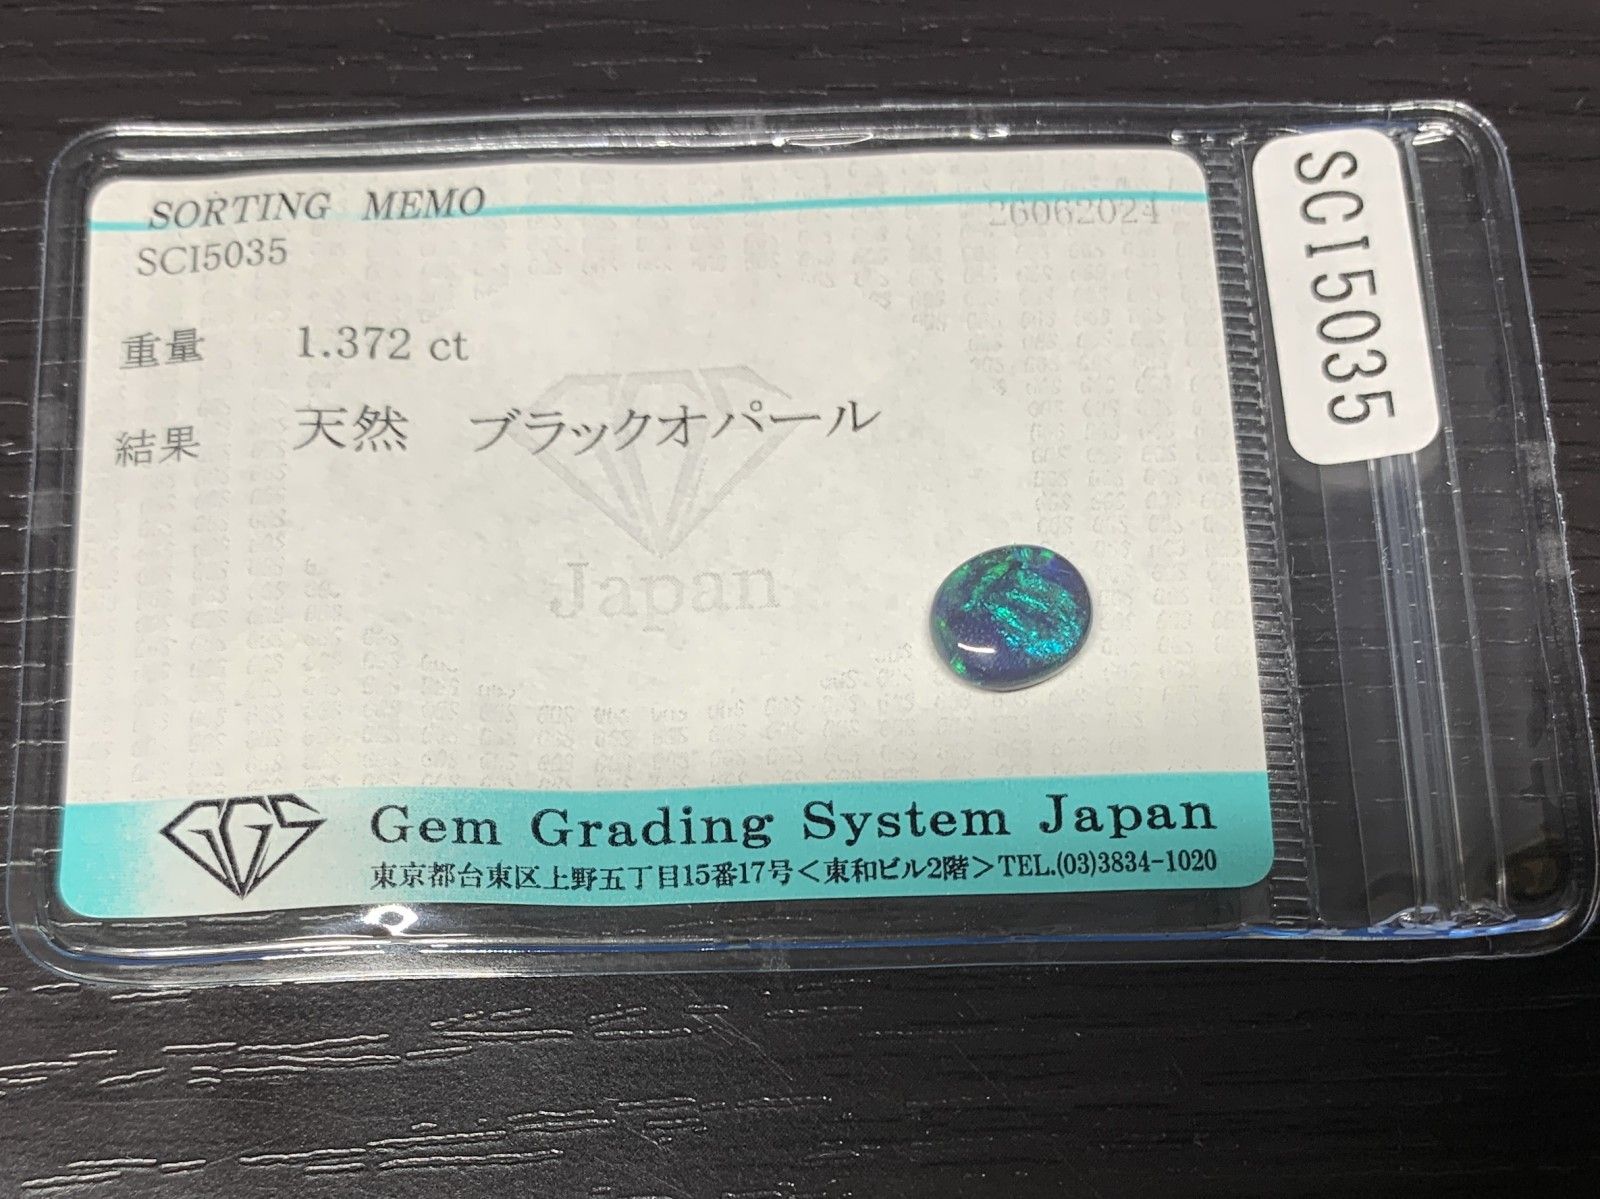 SORTING MEMO
26062024
SCI5035
重量 1.372 ct
結果 天然 ブラックオパール
Japan
GGS
Gem Grading System Japan
東京都台東区上野五丁目15番17号<東和ビル2階>TEL.(03)3834-1020
SCI5035